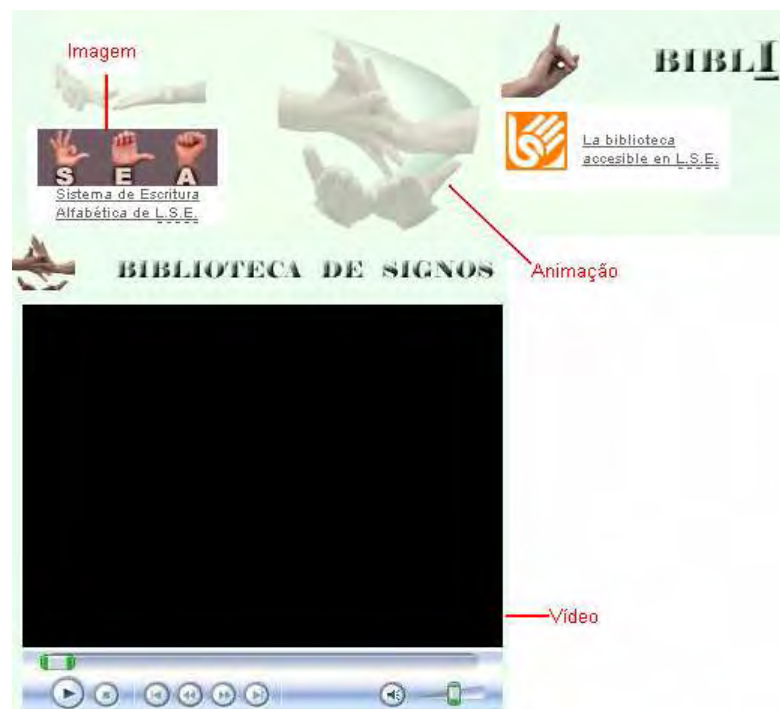 Imagem
BIBLI
S E A
Sistema de Escritura
Alfabética de L.S.E.
La biblioteca
accesible en L.S.E.
BIBLIOTECA DE SIGNOS
Animação
Vídeo